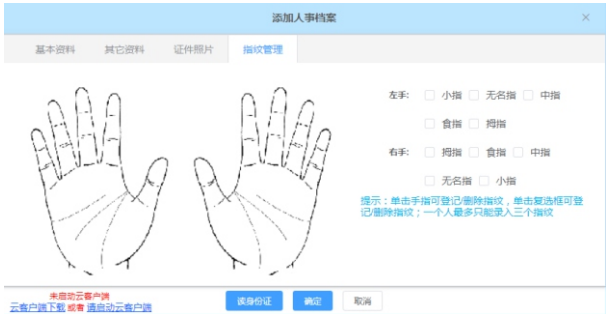 添加人事档案 ×
基本资料 其它资料 证件照片 指纹管理
左手: 小指 无名指 中指
食指 拇指
右手: 拇指 食指 中指
无名指 小指
提示：单击手指可登记/删除指纹，单击复选框可登
记/删除指纹；一个人最多只能录入三个指纹
未启动云客户端
云客户端下载 或者 请启动云客户端
读身份证 确定 取消